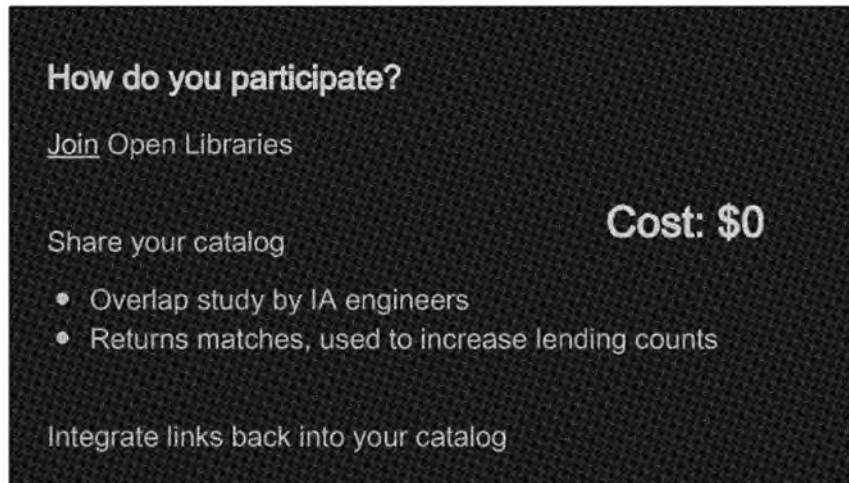 How do you participate?
Join Open Libraries
Cost: $0
Share your catalog
• Overlap study by IA engineers
• Returns matches, used to increase lending counts
Integrate links back into your catalog